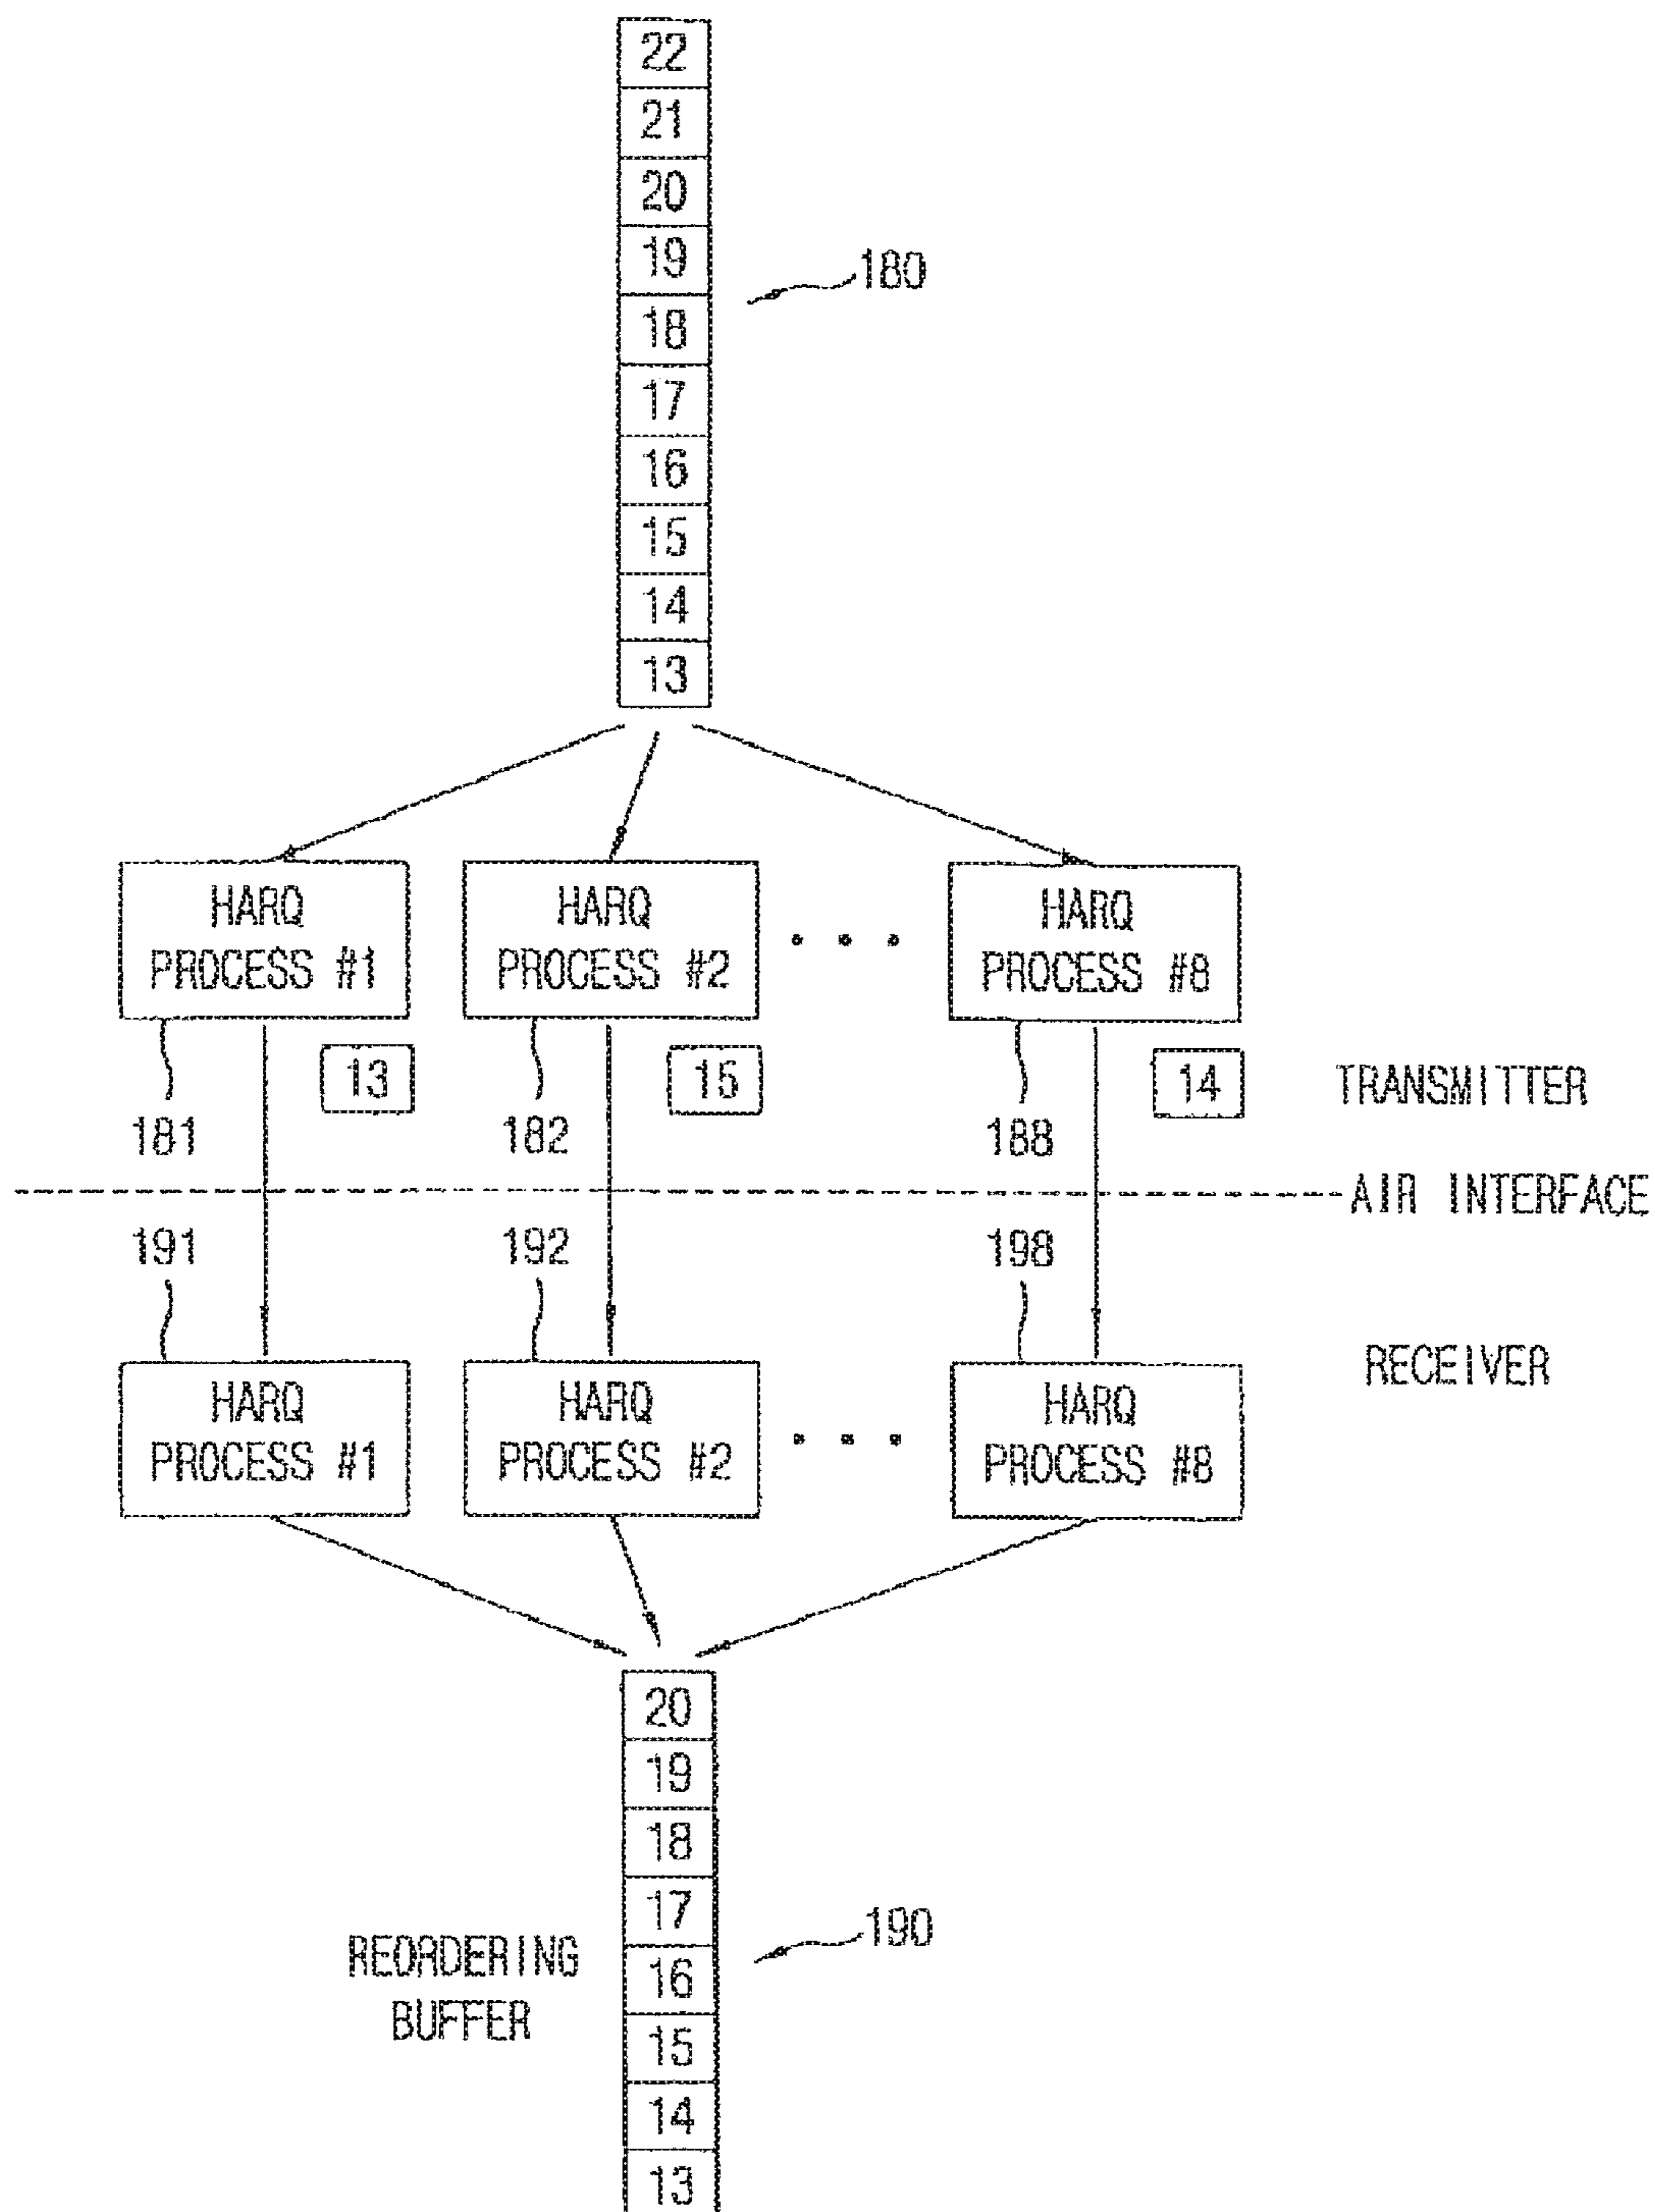 22
21
20
19
180
18
17
16
15
14
13
HARQ
PROCESS #1
HARQ
PROCESS #2
HARQ
PROCESS #8
13
15
14
TRANSMITTER
181
182
188
AIR INTERFACE
191
192
198
RECEIVER
HARQ
PROCESS #1
HARQ
PROCESS #2
HARQ
PROCESS #8
20
19
18
17
190
REORDERING
BUFFER
16
15
14
13